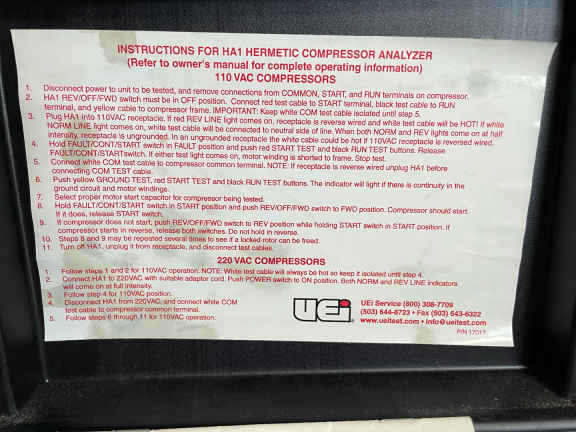 INSTRUCTIONS FOR HA1 HERMETIC COMPRESSOR ANALYZER
(Refer to owner's manual for complete operating information)
110 VAC COMPRESSORS
1. Disconnect power to unit to be tested, and remove connections from COMMON, START, and RUN terminals on compressor.
2. HA1 REV/OFF/FWD switch must be in OFF position. Connect red test cable to START terminal, black test cable to RUN
terminal, and yellow cable to compressor frame. IMPORTANT: Keep white COM test cable isolated until step 5.
3. Plug HA1 into 110VAC receptacle. If red REV LINE light comes on, receptacle is reverse wired and white test cable will be HOT! If white
NORM LINE light comes on, white test cable will be connected to neutral side of line. When both NORM and REV lights come on at half
intensity, receptacle is ungrounded. In an ungrounded receptacle the white cable could be hot if 110VAC receptacle is reversed wired.
4. Hold FAULT/CONT/START switch in FAULT position and push red START TEST and black RUN TEST buttons. Release
FAULT/CONT/STARTswitch. If either test light comes on, motor winding is shorted to frame. Stop test.
5. Connect white COM test cable to compressor common terminal. NOTE: If receptacle is reverse wired unplug HA1 before
connecting COM TEST cable.
6. Push yellow GROUND TEST, red START TEST and black RUN TEST buttons. The indicator will light if there is continuity in the
ground circuit and motor windings.
7. Select proper motor start capacitor for compressor being tested.
8. Hold FAULT/CONT/START switch in START position and push REV/OFF/FWD switch to FWD position. Compressor should start.
If it does, release START switch.
9. If compressor does not start, push REV/OFF/FWD switch to REV position while holding START switch in START position. If
compressor starts in reverse, release both switches. Do not hold in reverse.
10. Steps 8 and 9 may be repeated several times to see if a locked rotor can be freed.
11. Turn off HA1, unplug it from receptacle, and disconnect test cables.
220 VAC COMPRESSORS
1. Follow steps 1 and 2 for 110VAC operation. NOTE: White test cable will always be hot so keep it isolated until step 4.
2. Connect HA1 to 220VAC with suitable adaptor cord. Push POWER switch to ON position. Both NORM and REV LINE indicators
will come on at full intensity.
3. Follow step 4 for 110VAC position.
4. Disconnect HA1 from 220VAC, and connect white COM
test cable to compressor common terminal.
5. Follow steps 6 through 11 for 110VAC operation.
UEi
UEI Service (800) 308-7709
(503) 644-8723 • Fax (503) 643-6322
www.ueitest.com • info@ueitest.com
P/N 17017